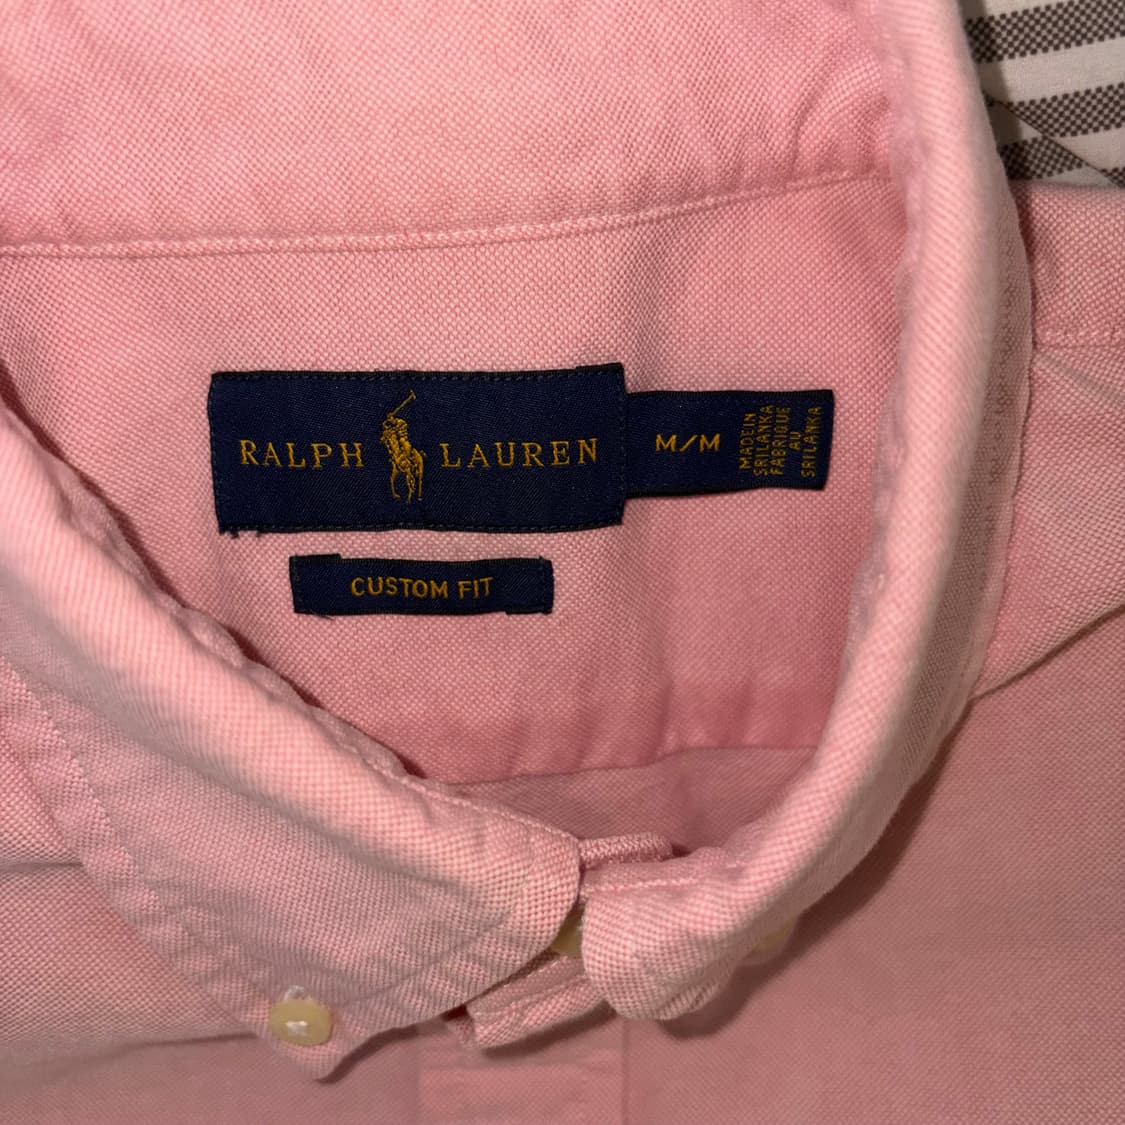 RALPH LAUREN
M/M
MADE IN
SRI LANKA
FABRIQUE
AU
SRI LANKA
CUSTOM FIT